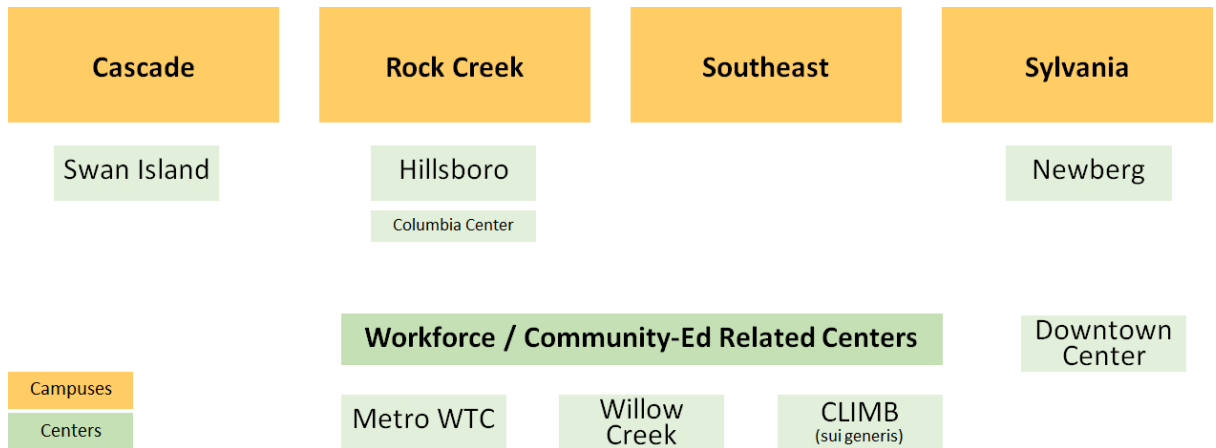 Cascade
Rock Creek
Southeast
Sylvania
Swan Island
Hillsboro
Newberg
Columbia Center
Workforce / Community-Ed Related Centers
Downtown
Center
Campuses
Centers
Metro WTC
Willow
Creek
CLIMB
(sui generis)